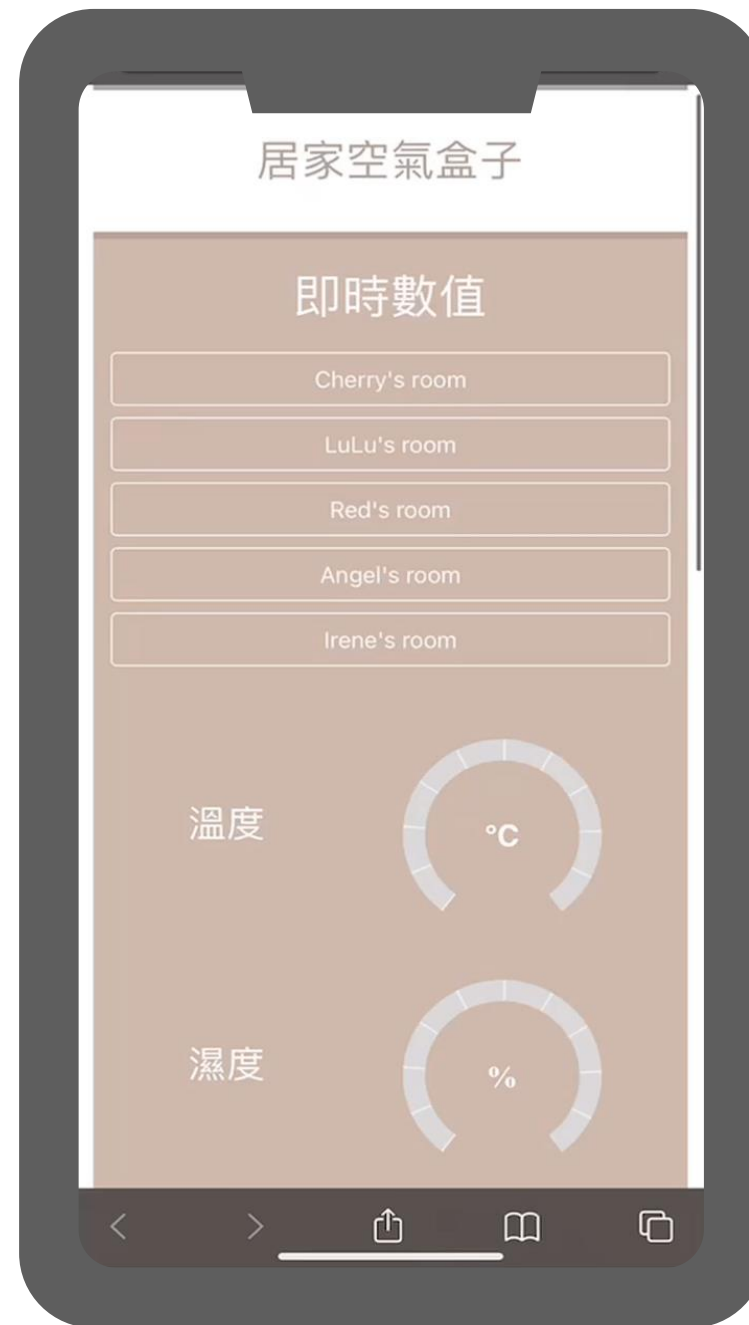 居家空氣盒子
即時數值
Cherry's room
LuLu's room
Red's room
Angel's room
Irene's room
溫度
°C
濕度
%